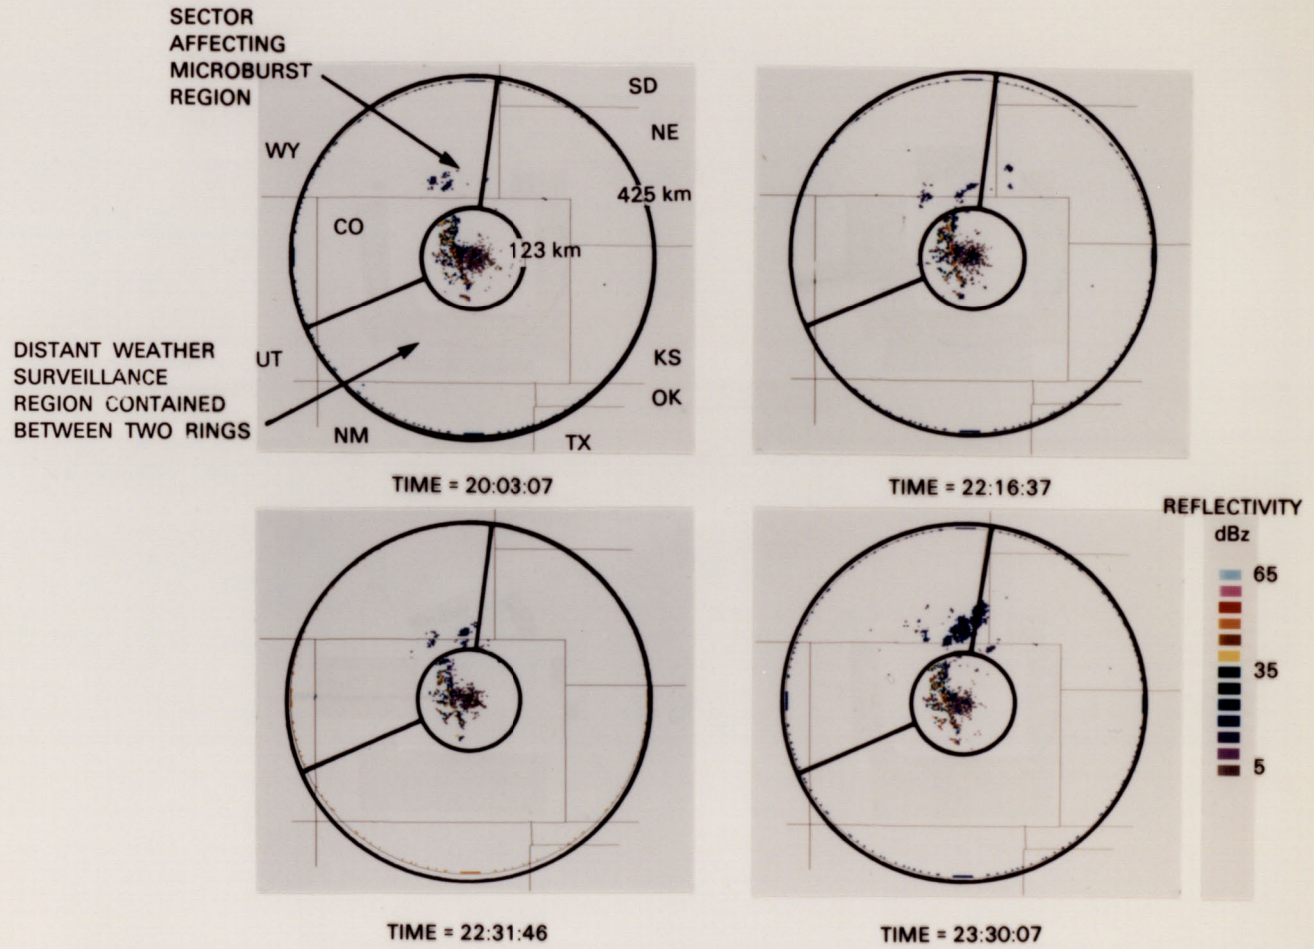 SECTOR
AFFECTING
MICROBURST
REGION
SD
NE
WY
425 km
CO
123 km
DISTANT WEATHER
SURVEILLANCE
REGION CONTAINED
BETWEEN TWO RINGS
UT
KS
OK
NM
TX
TIME = 20:03:07
TIME = 22:16:37
REFLECTIVITY
dBz
65
35
5
TIME = 22:31:46
TIME = 23:30:07